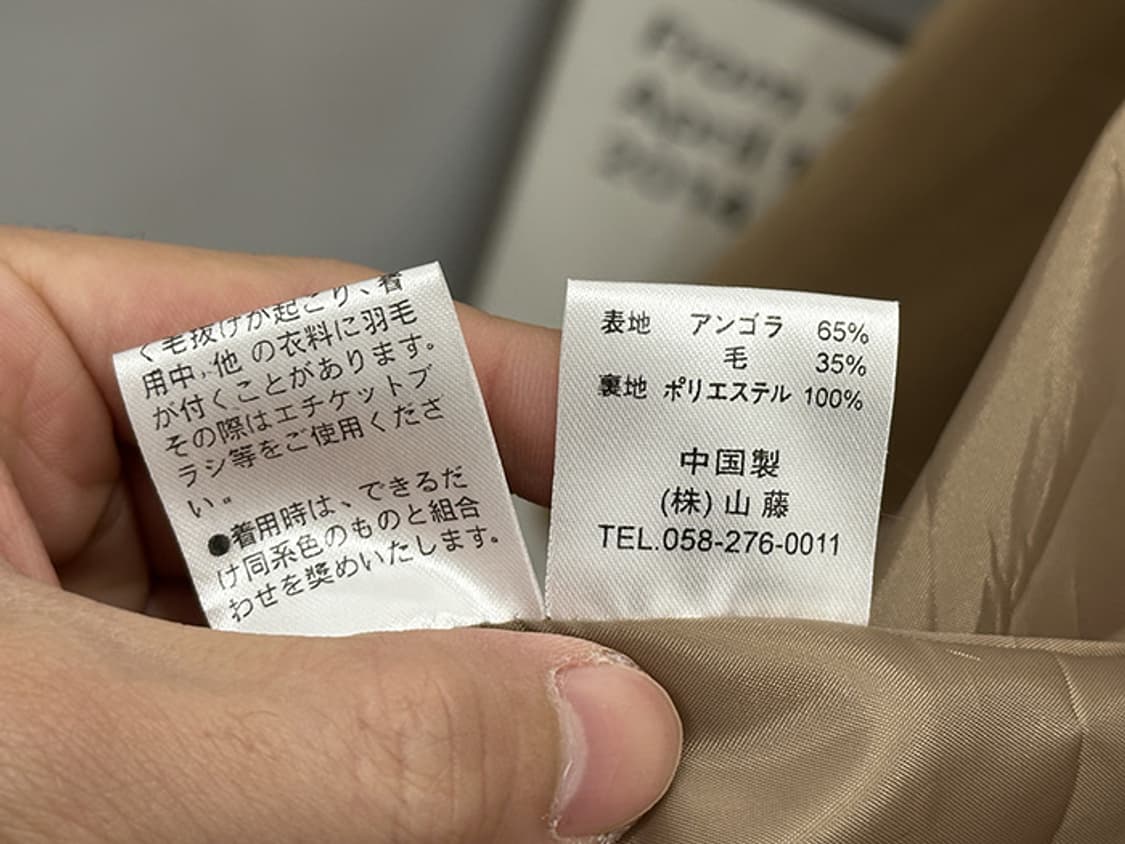 く毛抜けが起こり、着
用中、他 の衣料に羽毛
が付くことがあります。
その際はエチケットブ
ラシ等をご使用くださ
い。
●着用時は、できるだ
け同系色のものと組合
わせを奨めいたします。
表地 アンゴラ 65%
毛 35%
裏地 ポリエステル 100%
中国製
(株) 山 藤
TEL.058-276-0011
From
April